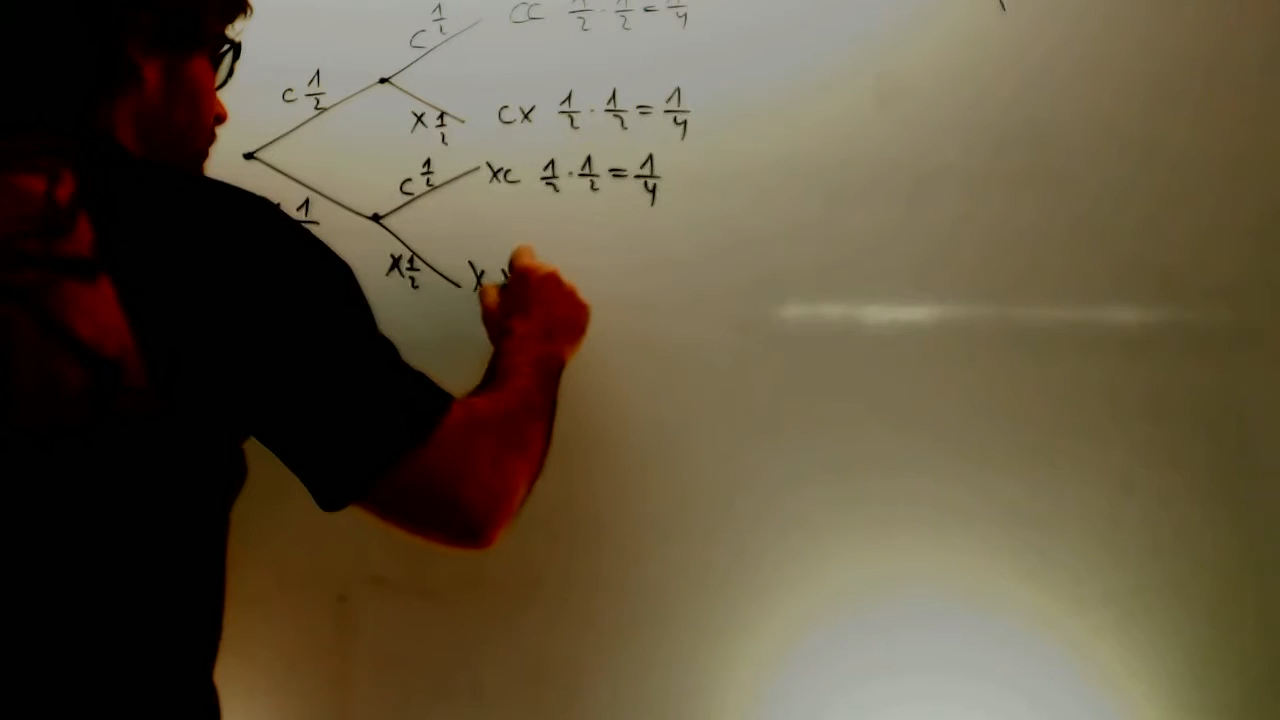 C 1/2 CC 1/2 · 1/2 = 1/4
C 1/2
X 1/2 CX 1/2 · 1/2 = 1/4
C 1/2 XC 1/2 · 1/2 = 1/4
X 1/2 X